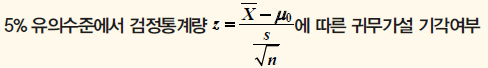 5% 유의수준에서 검정통계량 z = (X̄ − μ₀) / (s / √n) 에 따른 귀무가설 기각여부